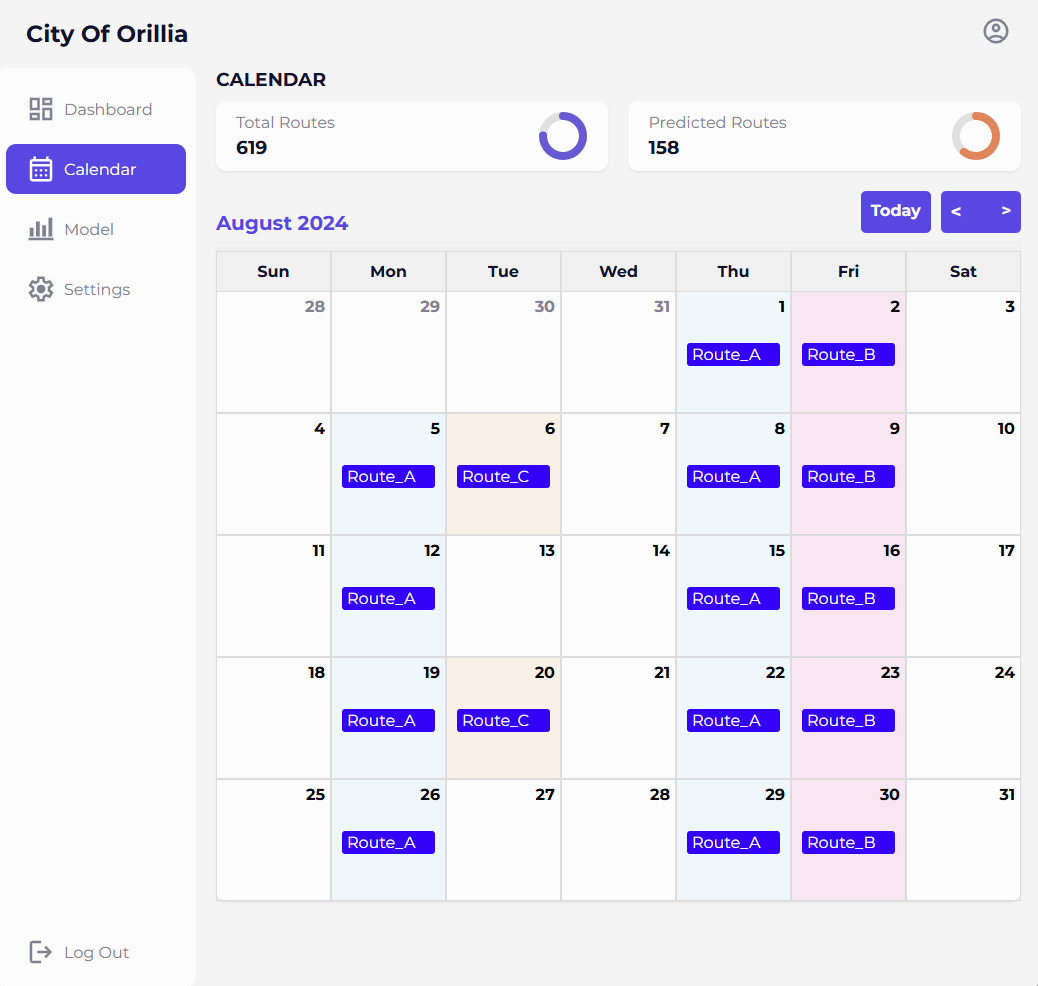 City Of Orillia
Dashboard
Calendar
Model
Settings
Log Out
CALENDAR
Total Routes
619
Predicted Routes
158
August 2024
Today < >
Sun Mon Tue Wed Thu Fri Sat
28 29 30 31 1 2 3
Route_A Route_B
4 5 6 7 8 9 10
Route_A Route_C Route_A Route_B
11 12 13 14 15 16 17
Route_A Route_A Route_B
18 19 20 21 22 23 24
Route_A Route_C Route_A Route_B
25 26 27 28 29 30 31
Route_A Route_A Route_B